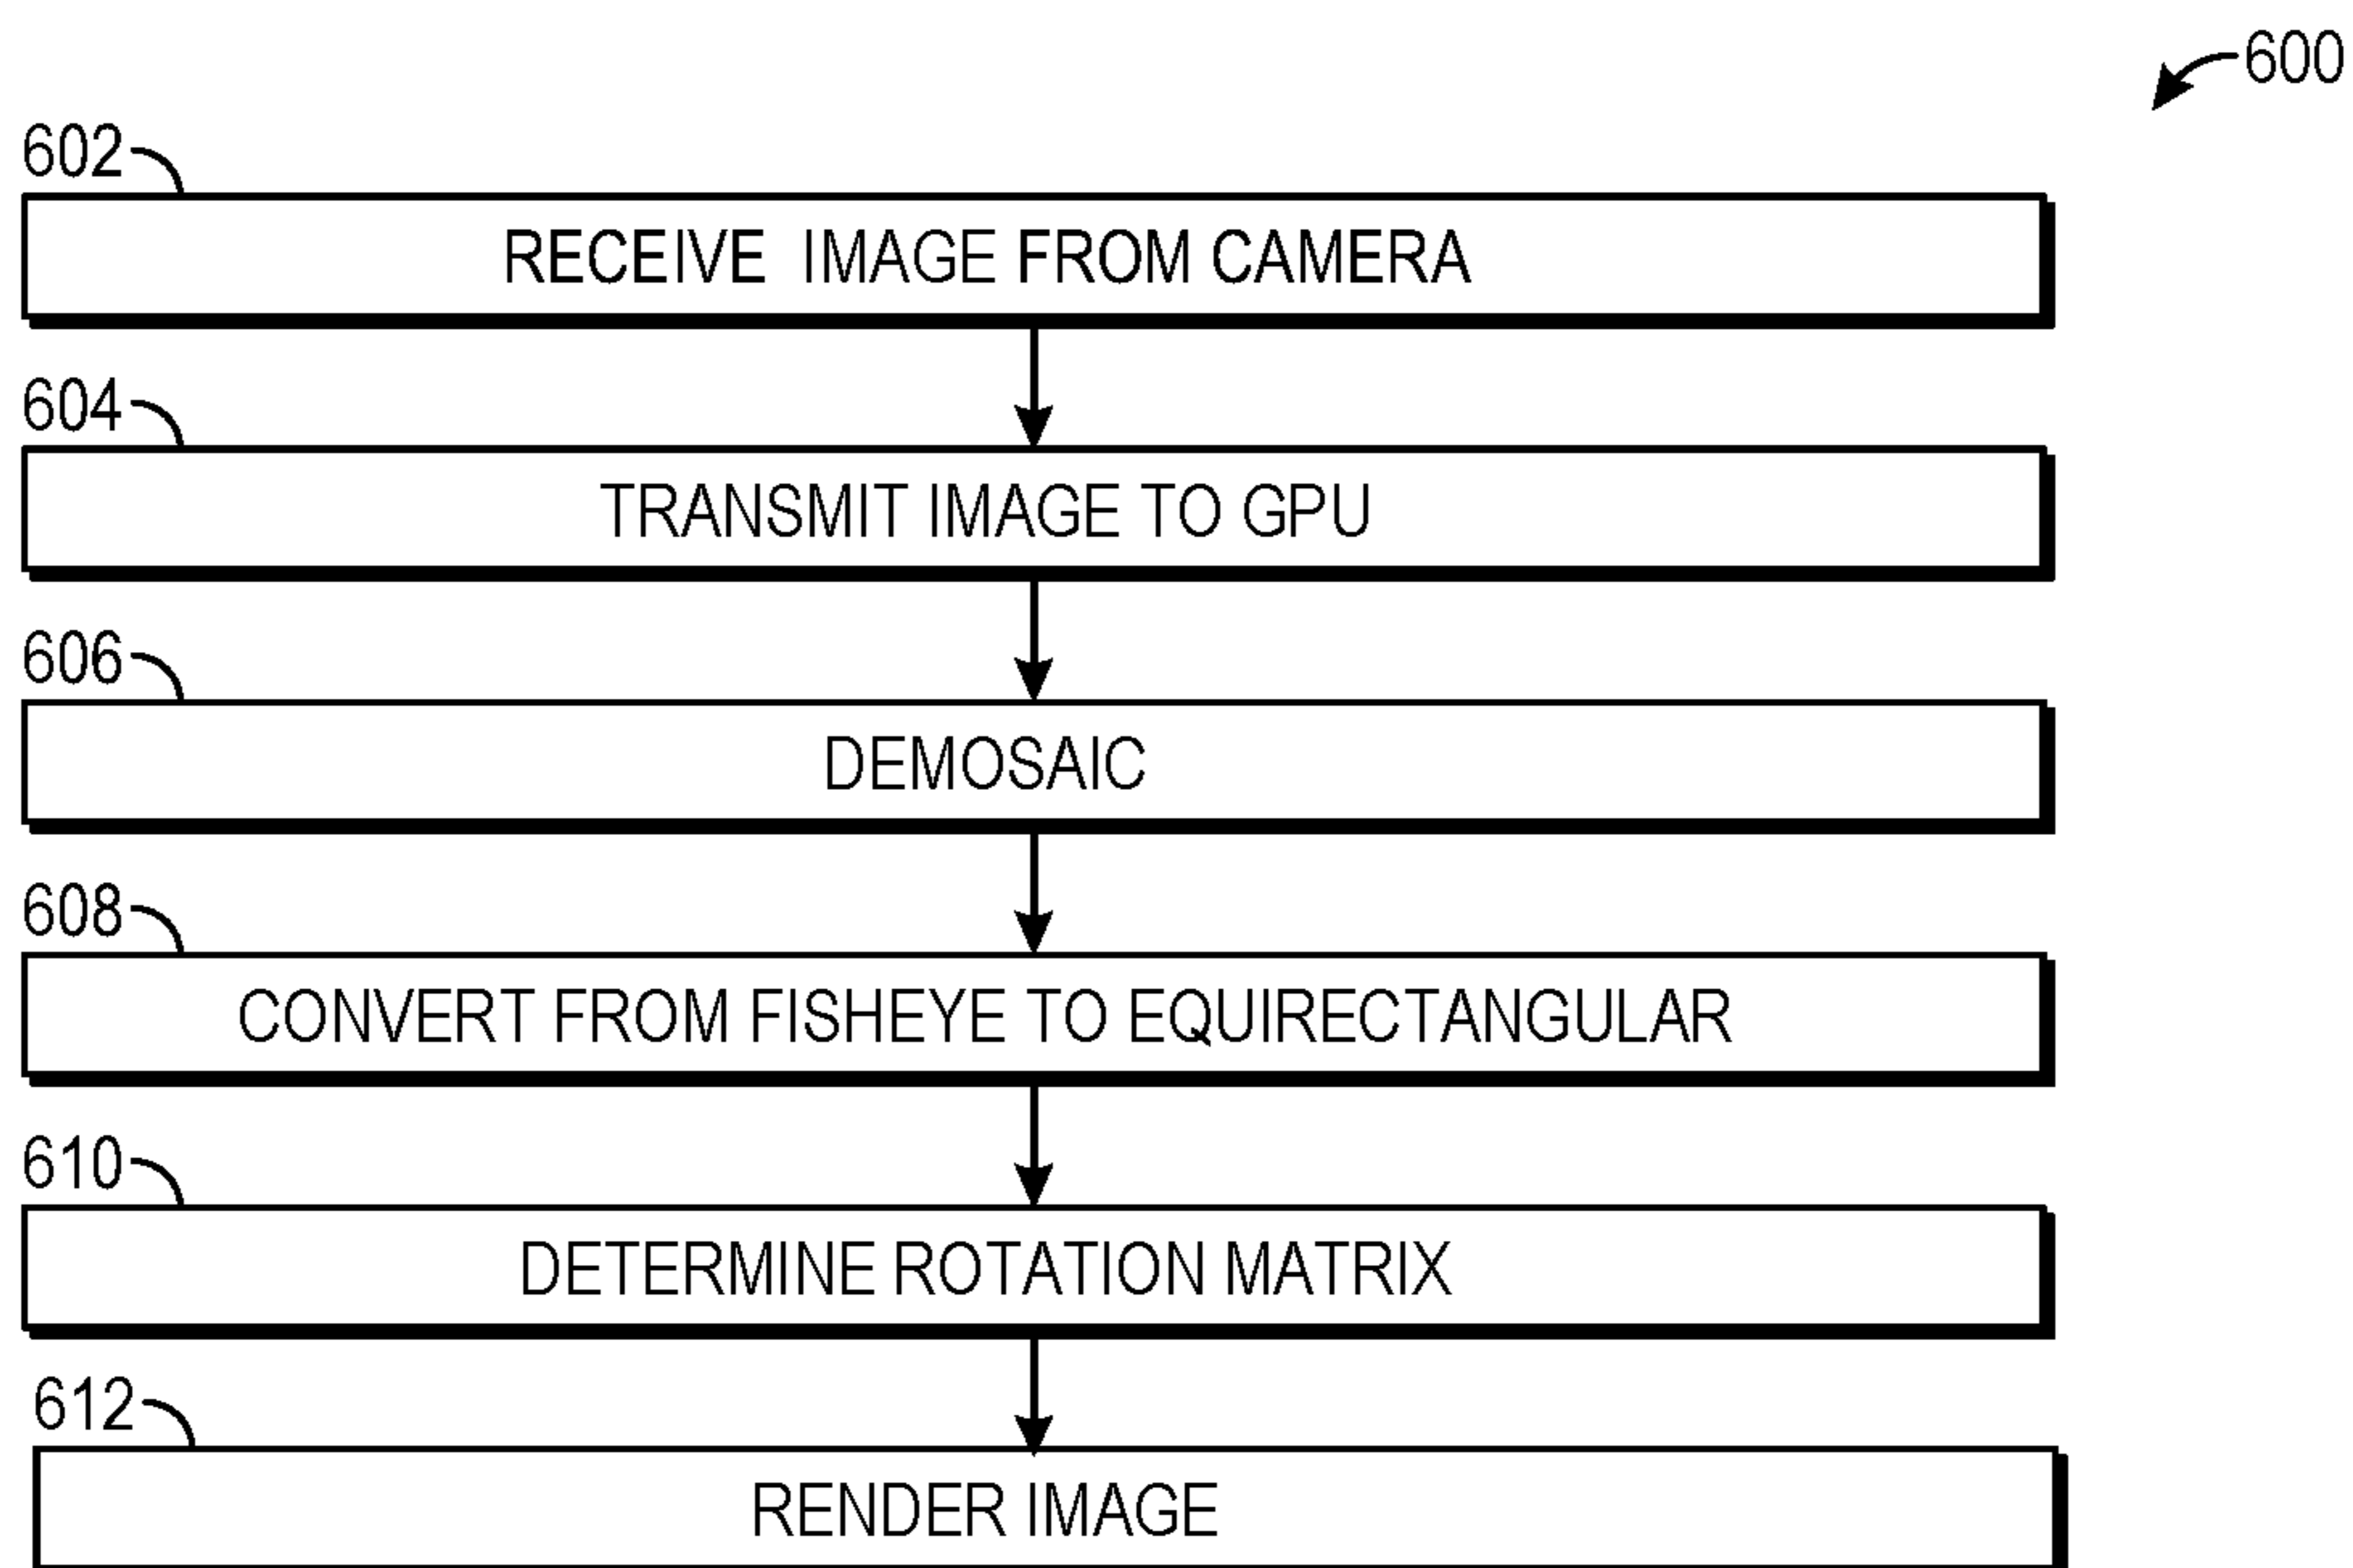 600
602
RECEIVE IMAGE FROM CAMERA
604
TRANSMIT IMAGE TO GPU
606
DEMOSAIC
608
CONVERT FROM FISHEYE TO EQUIRECTANGULAR
610
DETERMINE ROTATION MATRIX
612
RENDER IMAGE